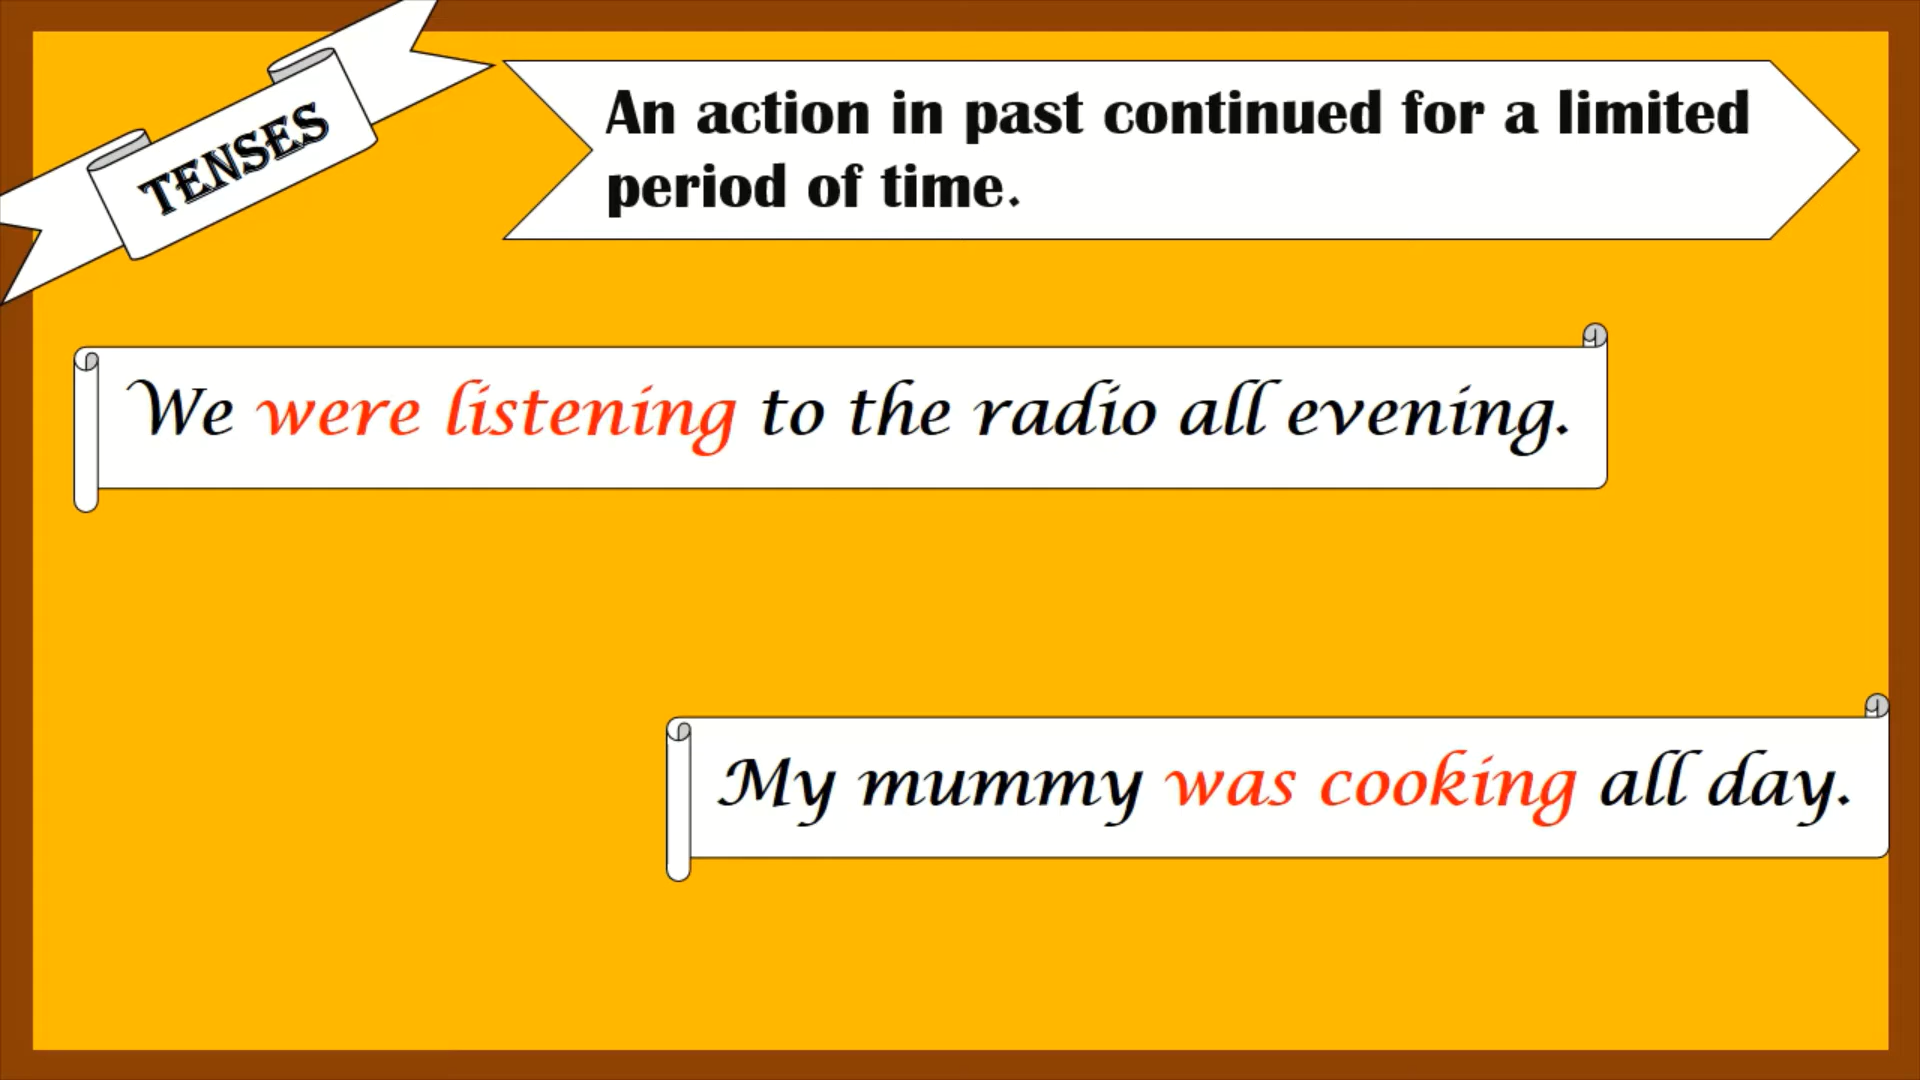 TENSES
An action in past continued for a limited
period of time.
We were listening to the radio all evening.
My mummy was cooking all day.